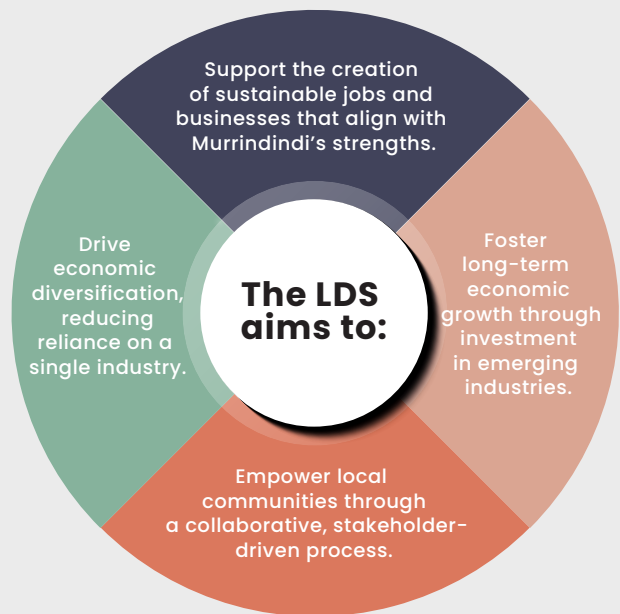 Support the creation
of sustainable jobs and
businesses that align with
Murrindindi’s strengths.
Drive
economic
diversification,
reducing
reliance on a
single industry.
The LDS
aims to:
Foster
long-term
economic
growth through
investment
in emerging
industries.
Empower local
communities through
a collaborative, stakeholder-
driven process.